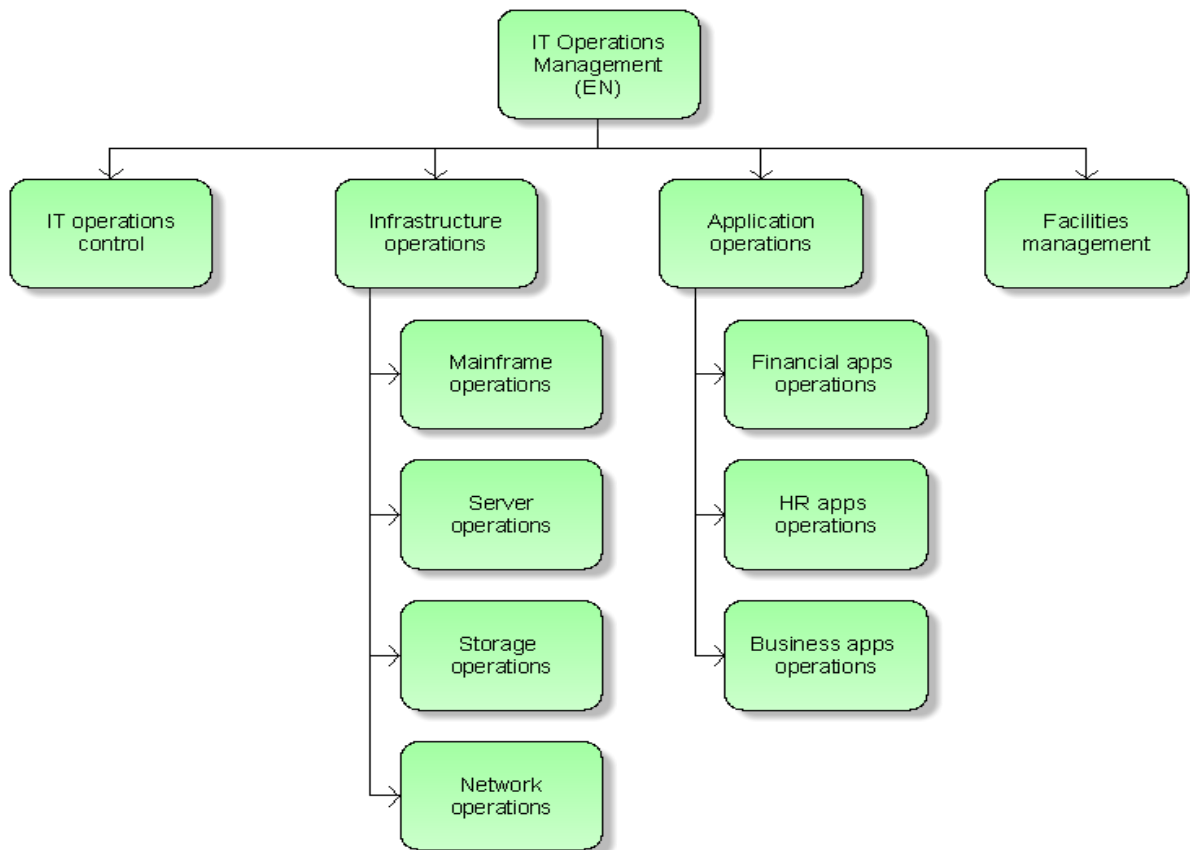 IT Operations
Management
(EN)
IT operations
control
Infrastructure
operations
Application
operations
Facilities
management
Mainframe
operations
Financial apps
operations
Server
operations
HR apps
operations
Storage
operations
Business apps
operations
Network
operations